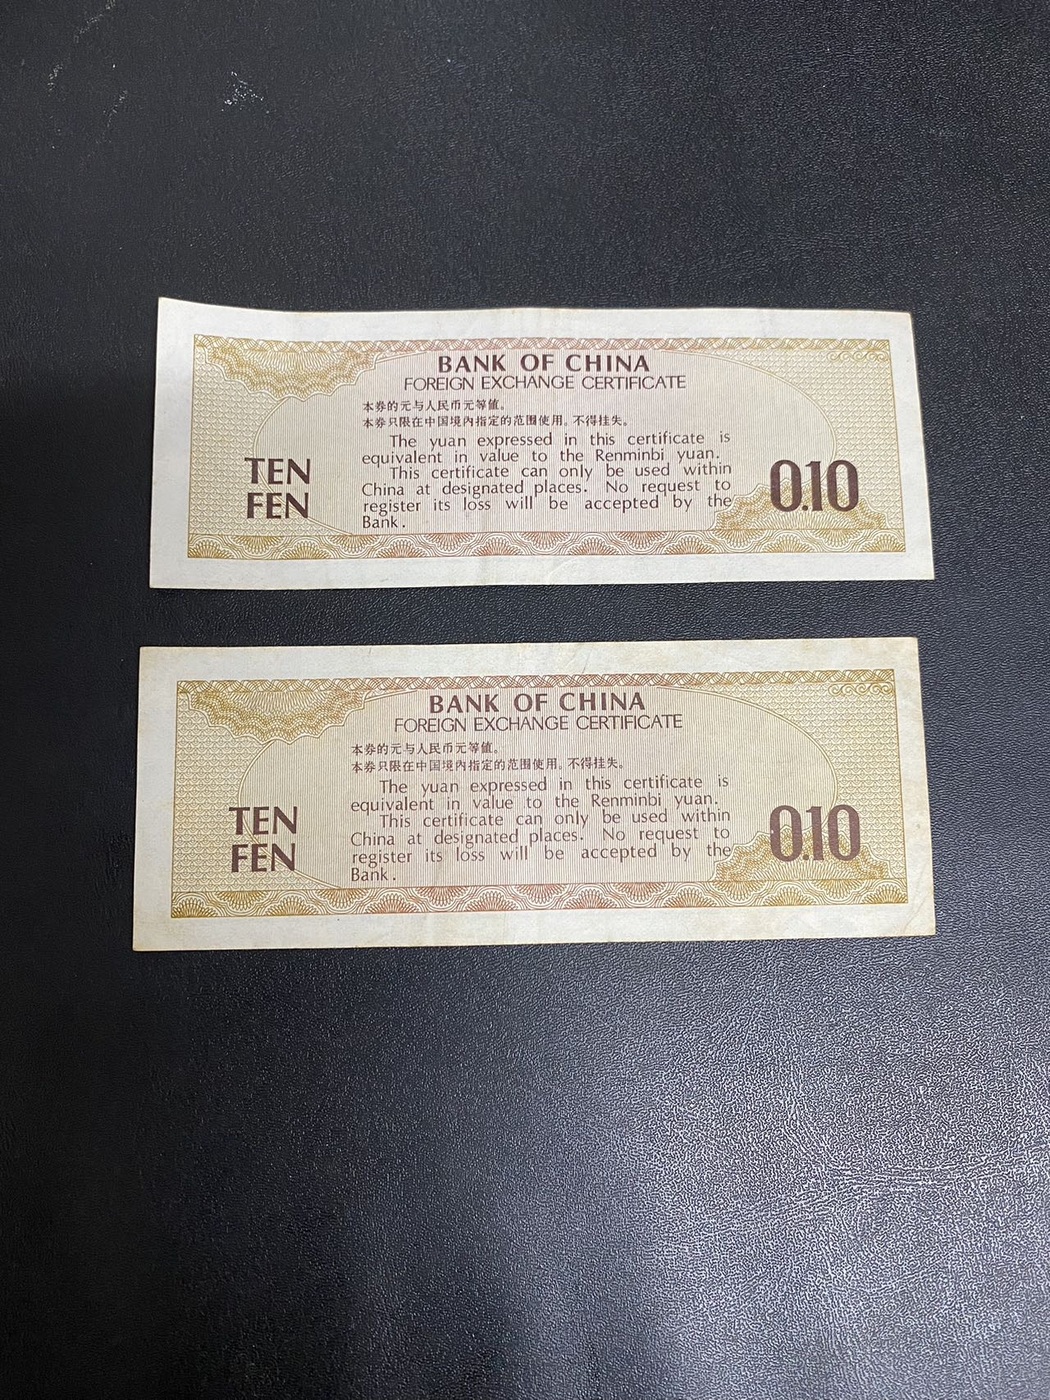 BANK OF CHINA
FOREIGN EXCHANGE CERTIFICATE
本券的元与人民币元等值。
本券只限在中国境内指定的范围使用。不得挂失。
The yuan expressed in this certificate is
equivalent in value to the Renminbi yuan.
This certificate can only be used within
China at designated places. No request to
register its loss will be accepted by the
Bank.
TEN
FEN
0.10
BANK OF CHINA
FOREIGN EXCHANGE CERTIFICATE
本券的元与人民币元等值。
本券只限在中国境内指定的范围使用。不得挂失。
The yuan expressed in this certificate is
equivalent in value to the Renminbi yuan.
This certificate can only be used within
China at designated places. No request to
register its loss will be accepted by the
Bank.
TEN
FEN
0.10